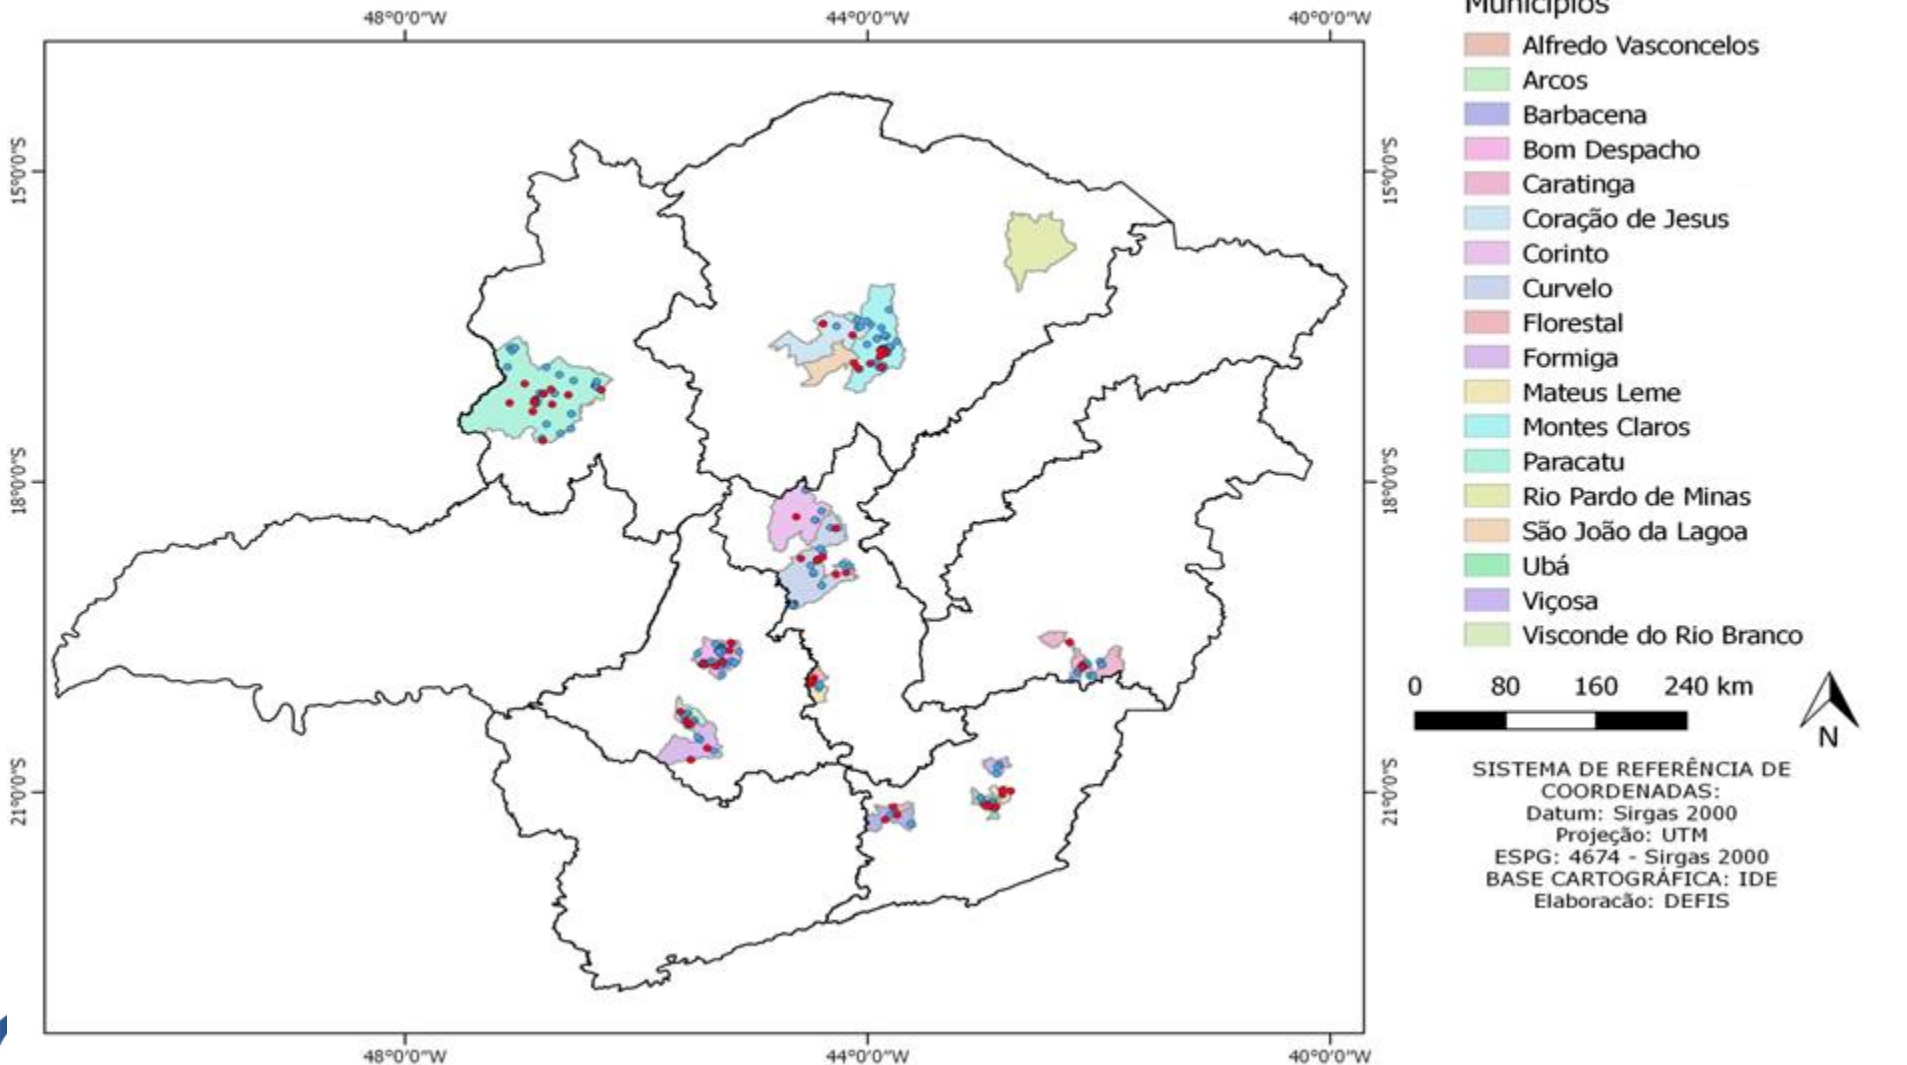 Municípios
48°0'0"W 44°0'0"W 40°0'0"W
15°0'0"S 15°0'0"S
18°0'0"S 18°0'0"S
21°0'0"S 21°0'0"S
48°0'0"W 44°0'0"W 40°0'0"W
Alfredo Vasconcelos
Arcos
Barbacena
Bom Despacho
Caratinga
Coração de Jesus
Corinto
Curvelo
Florestal
Formiga
Mateus Leme
Montes Claros
Paracatu
Rio Pardo de Minas
São João da Lagoa
Ubá
Viçosa
Visconde do Rio Branco
0 80 160 240 km
N
SISTEMA DE REFERÊNCIA DE
COORDENADAS:
Datum: Sirgas 2000
Projeção: UTM
ESPG: 4674 - Sirgas 2000
BASE CARTOGRÁFICA: IDE
Elaboracão: DEFIS